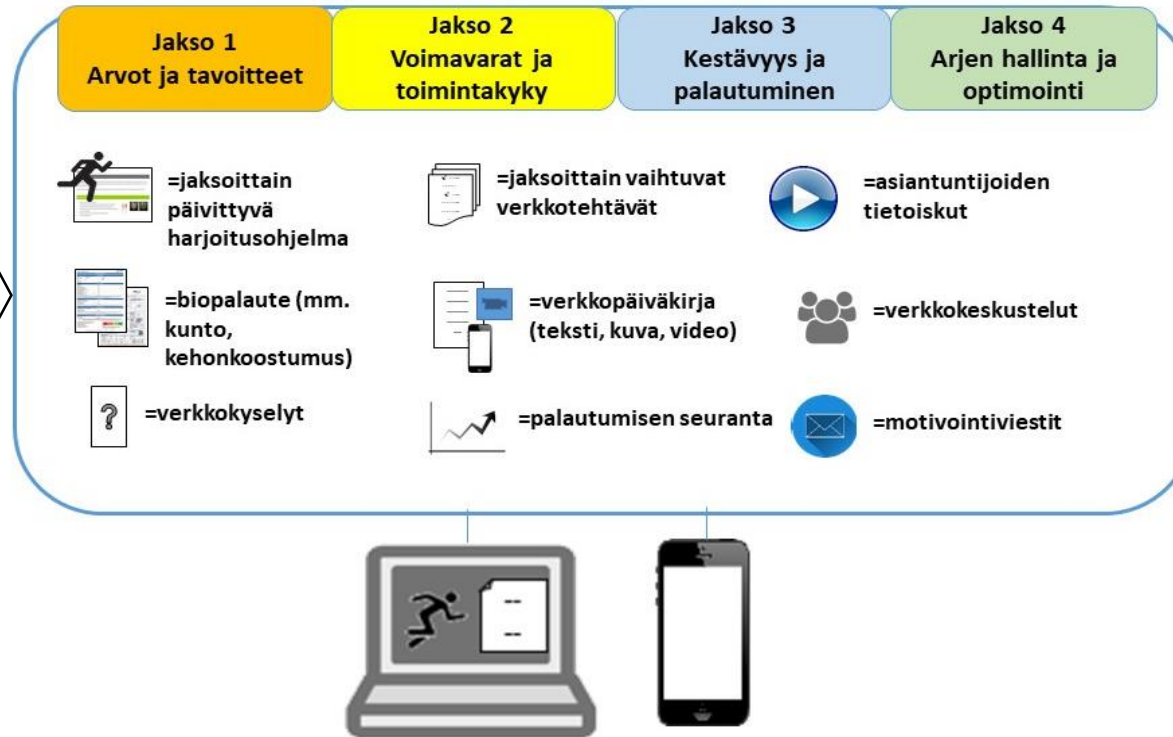 Jakso 1
Arvot ja tavoitteet
Jakso 2
Voimavarat ja
toimintakyky
Jakso 3
Kestävyys ja
palautuminen
Jakso 4
Arjen hallinta ja
optimointi
=jaksoittain
päivittyvä
harjoitusohjelma
=jaksoittain vaihtuvat
verkkotehtävät
=asiantuntijoiden
tietoiskut
=biopalaute (mm.
kunto,
kehonkoostumus)
=verkkopäiväkirja
(teksti, kuva, video)
=verkkokeskustelut
?
=verkkokyselyt
=palautumisen seuranta
=motivointiviestit